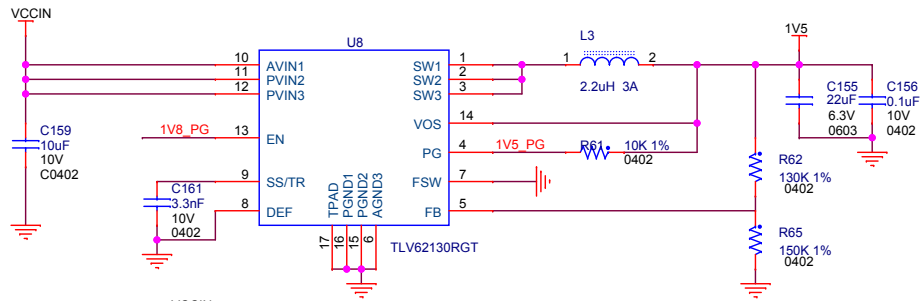 VCCIN
1V5
U8
L3
10
AVIN1
SW1
1
1
2
11
PVIN2
SW2
2
12
PVIN3
SW3
3
2.2uH 3A
C155
22uF
6.3V
0603
C156
0.1uF
10V
0402
VOS
14
C159
10uF
10V
C0402
1V8_PG
13
EN
PG
4
1V5_PG
R61
10K 1%
0402
R62
130K 1%
0402
9
SS/TR
FSW
7
C161
3.3nF
10V
0402
8
DEF
FB
5
TPAD
PGND1
PGND2
AGND3
17
16
15
6
TLV62130RGT
R65
150K 1%
0402